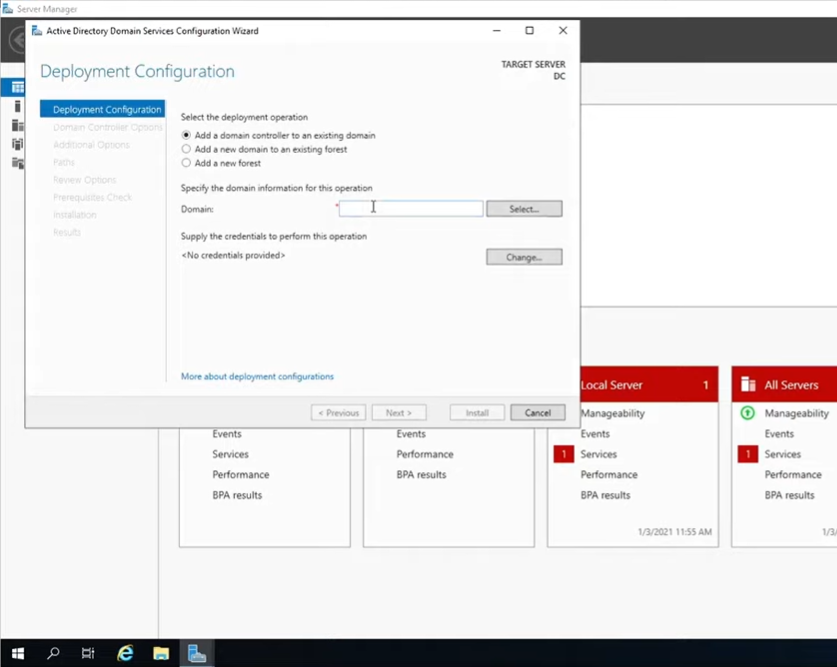 Server Manager
Active Directory Domain Services Configuration Wizard
Deployment Configuration
TARGET SERVER
DC
Deployment Configuration
Domain Controller Options
Additional Options
Paths
Review Options
Prerequisites Check
Installation
Results
Select the deployment operation
Add a domain controller to an existing domain
Add a new domain to an existing forest
Add a new forest
Specify the domain information for this operation
Domain: *
Select...
Supply the credentials to perform this operation
<No credentials provided>
Change...
More about deployment configurations
< Previous
Next >
Install
Cancel
Events
Services
Performance
BPA results
Events
Performance
BPA results
Local Server 1
Manageability
Events
1 Services
Performance
BPA results
1/3/2021 11:55 AM
All Servers
Manageability
Events
1 Services
Performance
BPA results
1/3/